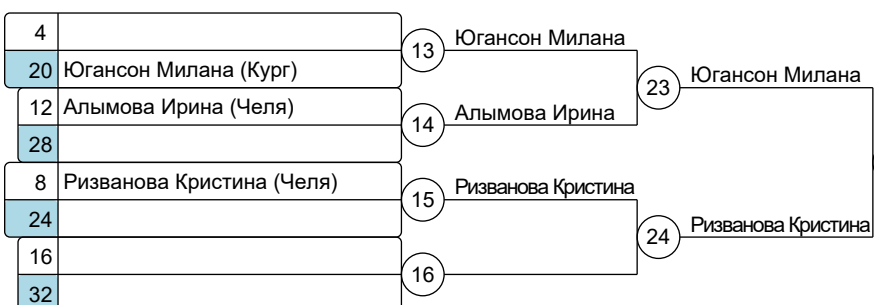 4
20 Югансон Милана (Кург)
13 Югансон Милана
12 Алымова Ирина (Челя)
28
14 Алымова Ирина
23 Югансон Милана
8 Ризванова Кристина (Челя)
24
15 Ризванова Кристина
16
32
16
24 Ризванова Кристина